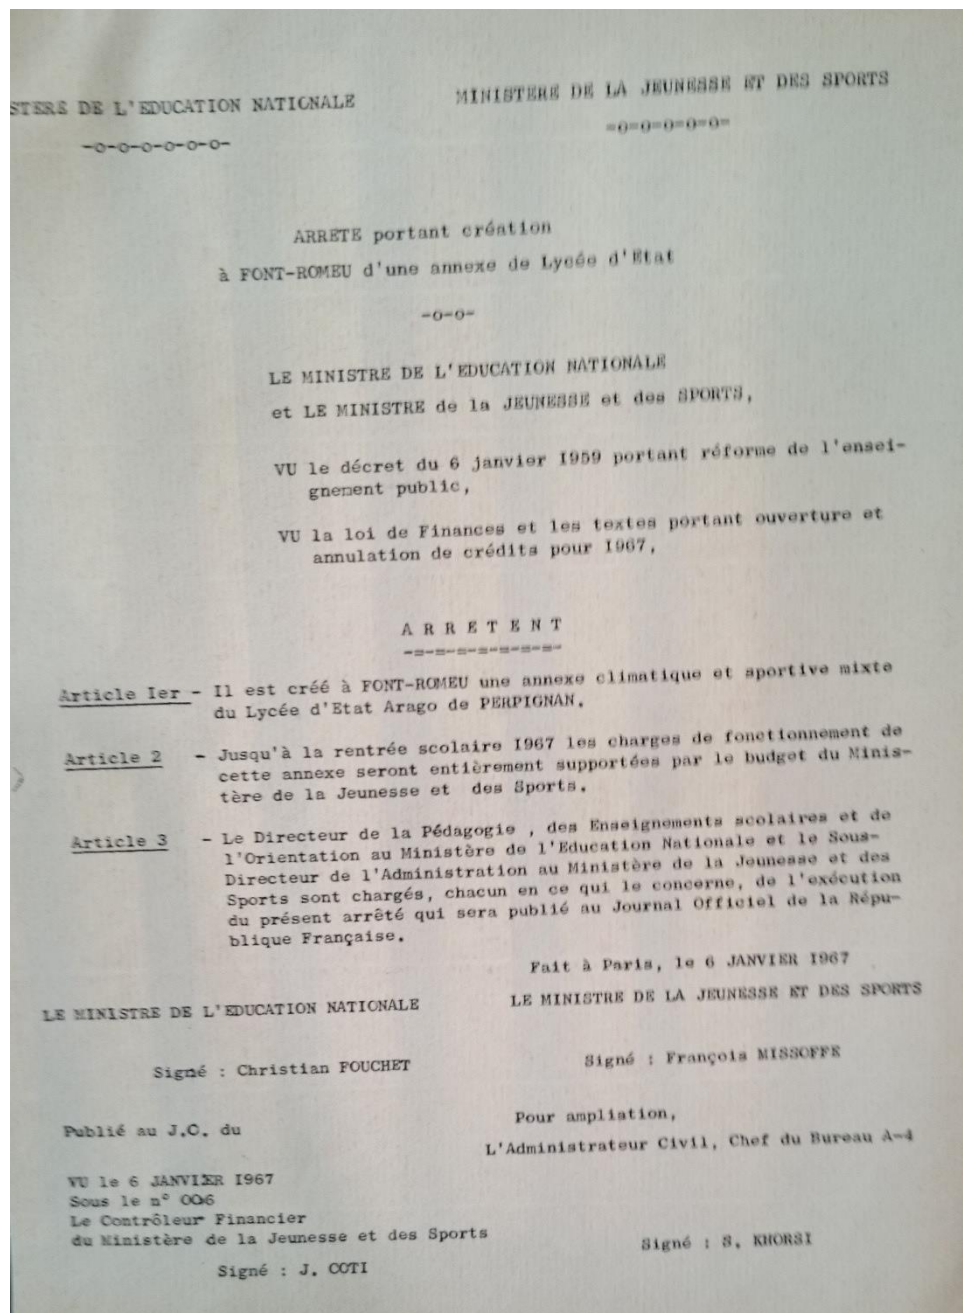 STERE DE L'EDUCATION NATIONALE
MINISTERE DE LA JEUNESSE ET DES SPORTS
-o-o-o-o-o-o-
=o=o=o=o=o=
ARRETE portant création
à FONT-ROMEU d'une annexe de Lycée d'Etat
-o-o-
LE MINISTRE DE L'EDUCATION NATIONALE
et LE MINISTRE de la JEUNESSE et des SPORTS,
VU le décret du 6 janvier I959 portant réforme de l'ensei-
gnement public,
VU la loi de Finances et les textes portant ouverture et
annulation de crédits pour I967,
A R R E T E N T
-=-=-=-=-=-=-=-
Article Ier - Il est créé à FONT-ROMEU une annexe climatique et sportive mixte
du Lycée d'Etat Arago de PERPIGNAN.
Article 2 - Jusqu'à la rentrée scolaire I967 les charges de fonctionnement de
cette annexe seront entièrement supportées par le budget du Minis-
tère de la Jeunesse et des Sports.
Article 3 - Le Directeur de la Pédagogie , des Enseignements scolaires et de
l'Orientation au Ministère de l'Education Nationale et le Sous-
Directeur de l'Administration au Ministère de la Jeunesse et des
Sports sont chargés, chacun en ce qui le concerne, de l'exécution
du présent arrêté qui sera publié au Journal Officiel de la Répu-
blique Française.
Fait à Paris, le 6 JANVIER I967
LE MINISTRE DE L'EDUCATION NATIONALE
LE MINISTRE DE LA JEUNESSE ET DES SPORTS
Signé : Christian FOUCHET
Signé : François MISSOFFE
Publié au J.O. du
Pour ampliation,
L'Administrateur Civil, Chef du Bureau A-4
VU le 6 JANVIER I967
Sous le n° 006
Le Contrôleur Financier
du Ministère de la Jeunesse et des Sports
Signé : S. KHORSI
Signé : J. COTI